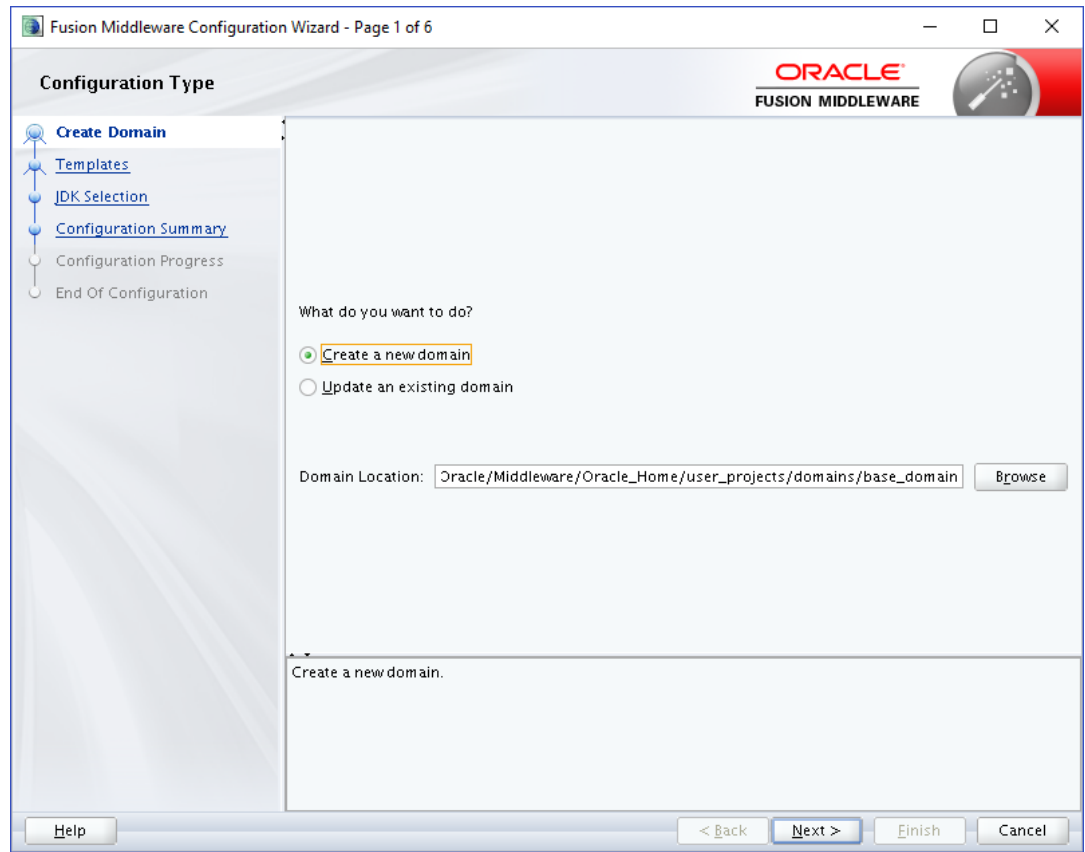 Fusion Middleware Configuration Wizard - Page 1 of 6
Configuration Type
ORACLE
FUSION MIDDLEWARE
Create Domain
Templates
JDK Selection
Configuration Summary
Configuration Progress
End Of Configuration
What do you want to do?
Create a new domain
Update an existing domain
Domain Location: Oracle/Middleware/Oracle_Home/user_projects/domains/base_domain Browse
Create a new domain.
Help < Back Next > Finish Cancel